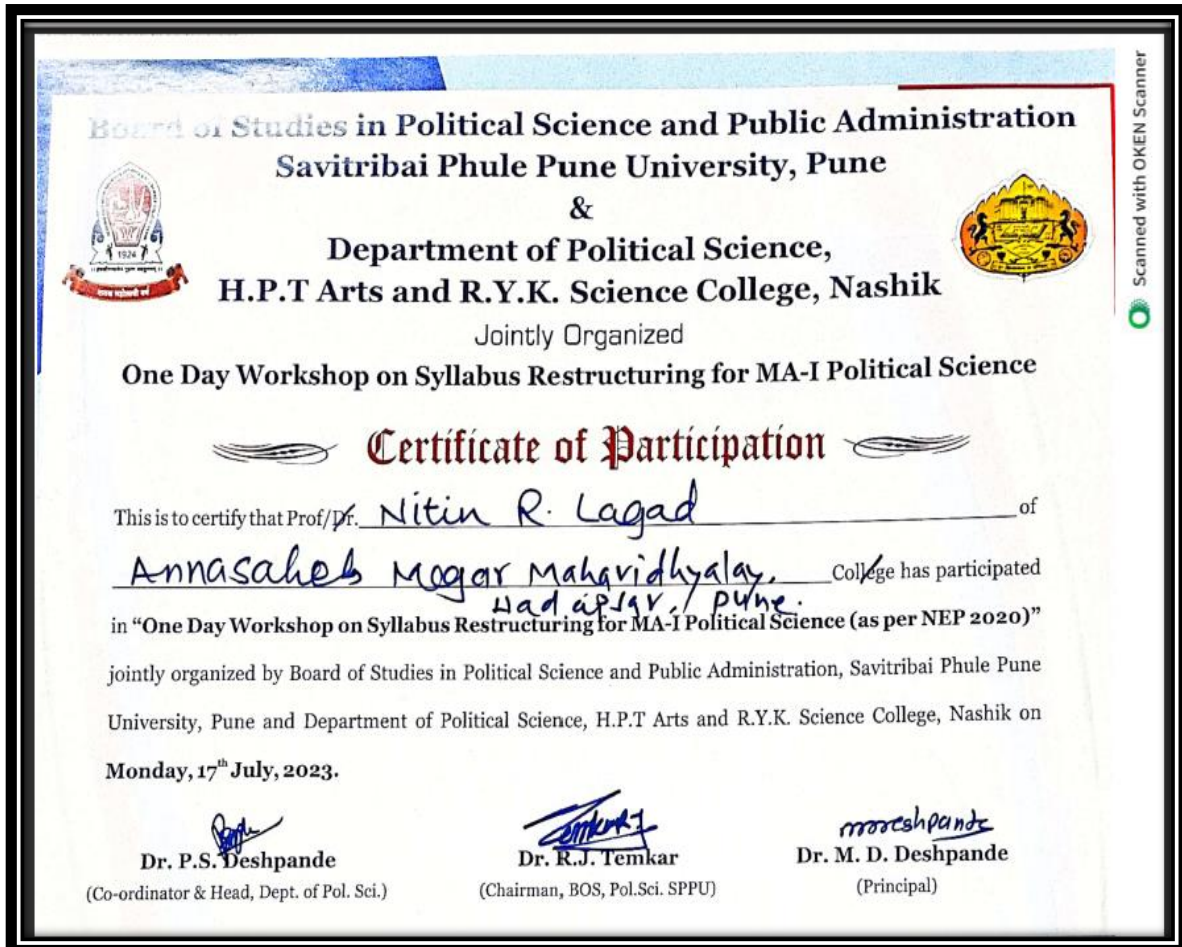 Board of Studies in Political Science and Public Administration
Savitribai Phule Pune University, Pune
&
Department of Political Science,
H.P.T Arts and R.Y.K. Science College, Nashik
Jointly Organized
One Day Workshop on Syllabus Restructuring for MA-I Political Science
1924
Certificate of Participation
This is to certify that Prof/Dr. Nitin R. Lagad of
Annasaheb Magar Mahavidhyalay, College has participated
Hadapsar, Pune.
in "One Day Workshop on Syllabus Restructuring for MA-I Political Science (as per NEP 2020)"
jointly organized by Board of Studies in Political Science and Public Administration, Savitribai Phule Pune
University, Pune and Department of Political Science, H.P.T Arts and R.Y.K. Science College, Nashik on
Monday, 17th July, 2023.
Dr. P.S. Deshpande
(Co-ordinator & Head, Dept. of Pol. Sci.)
Temkar
Dr. R.J. Temkar
(Chairman, BOS, Pol.Sci. SPPU)
Dr. M. D. Deshpande
(Principal)
Scanned with OKEN Scanner